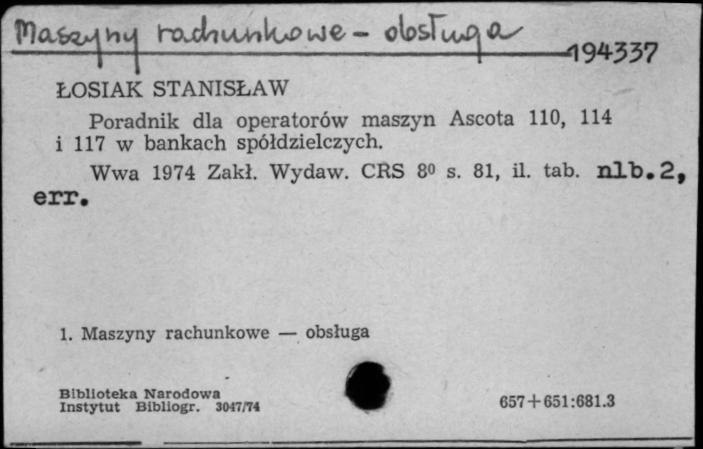 Maszyny rachunkowe - obsługa
194337
ŁOSIAK STANISŁAW
Poradnik dla operatorów maszyn Ascota 110, 114
i 117 w bankach spółdzielczych.
Wwa 1974 Zakł. Wydaw. CRS 8⁰ s. 81, il. tab. nlb.2,
err.
1. Maszyny rachunkowe — obsługa
Biblioteka Narodowa
Instytut Bibliogr. 3047/74
657+651:681.3